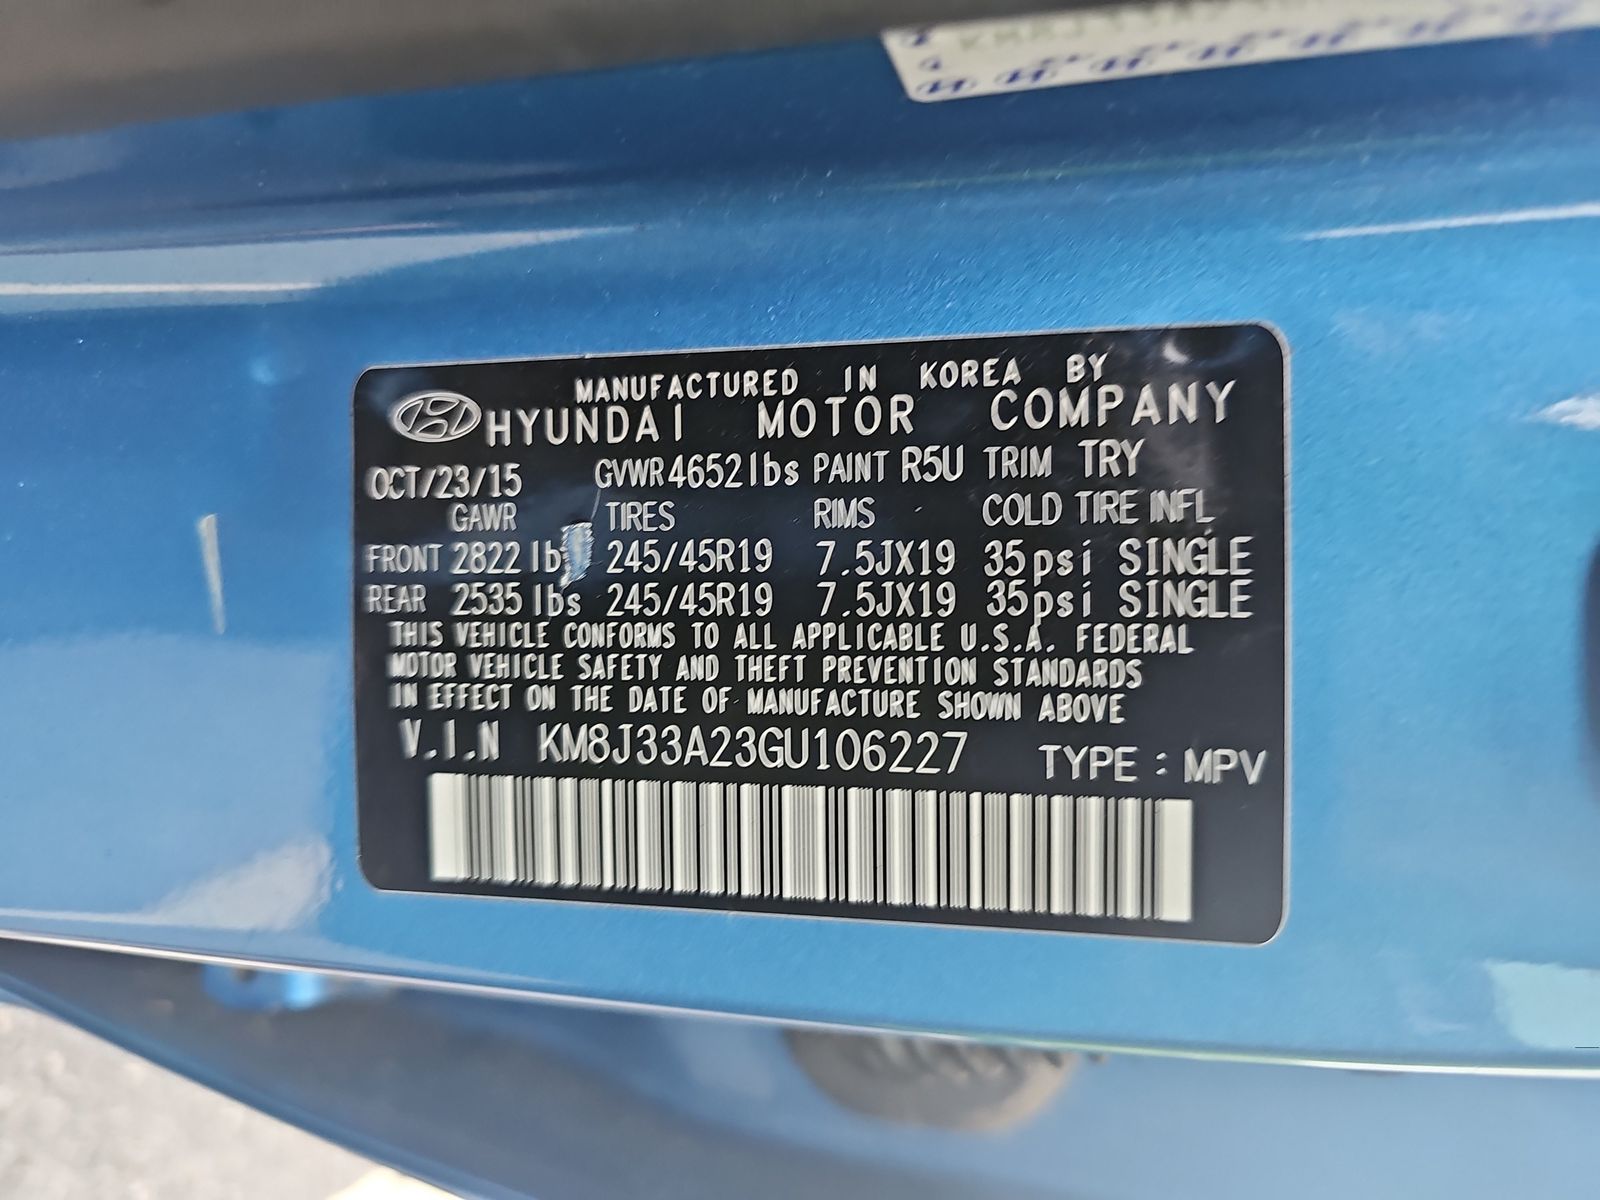 MANUFACTURED IN KOREA BY
HYUNDAI MOTOR COMPANY
OCT/23/15 GVWR 4652 lbs PAINT R5U TRIM TRY
GAWR TIRES RIMS COLD TIRE INFL
FRONT 2822 lb 245/45R19 7.5JX19 35psi SINGLE
REAR 2535 lbs 245/45R19 7.5JX19 35psi SINGLE
THIS VEHICLE CONFORMS TO ALL APPLICABLE U.S.A. FEDERAL
MOTOR VEHICLE SAFETY AND THEFT PREVENTION STANDARDS
IN EFFECT ON THE DATE OF MANUFACTURE SHOWN ABOVE
V.I.N KM8J33A23GU106227 TYPE : MPV